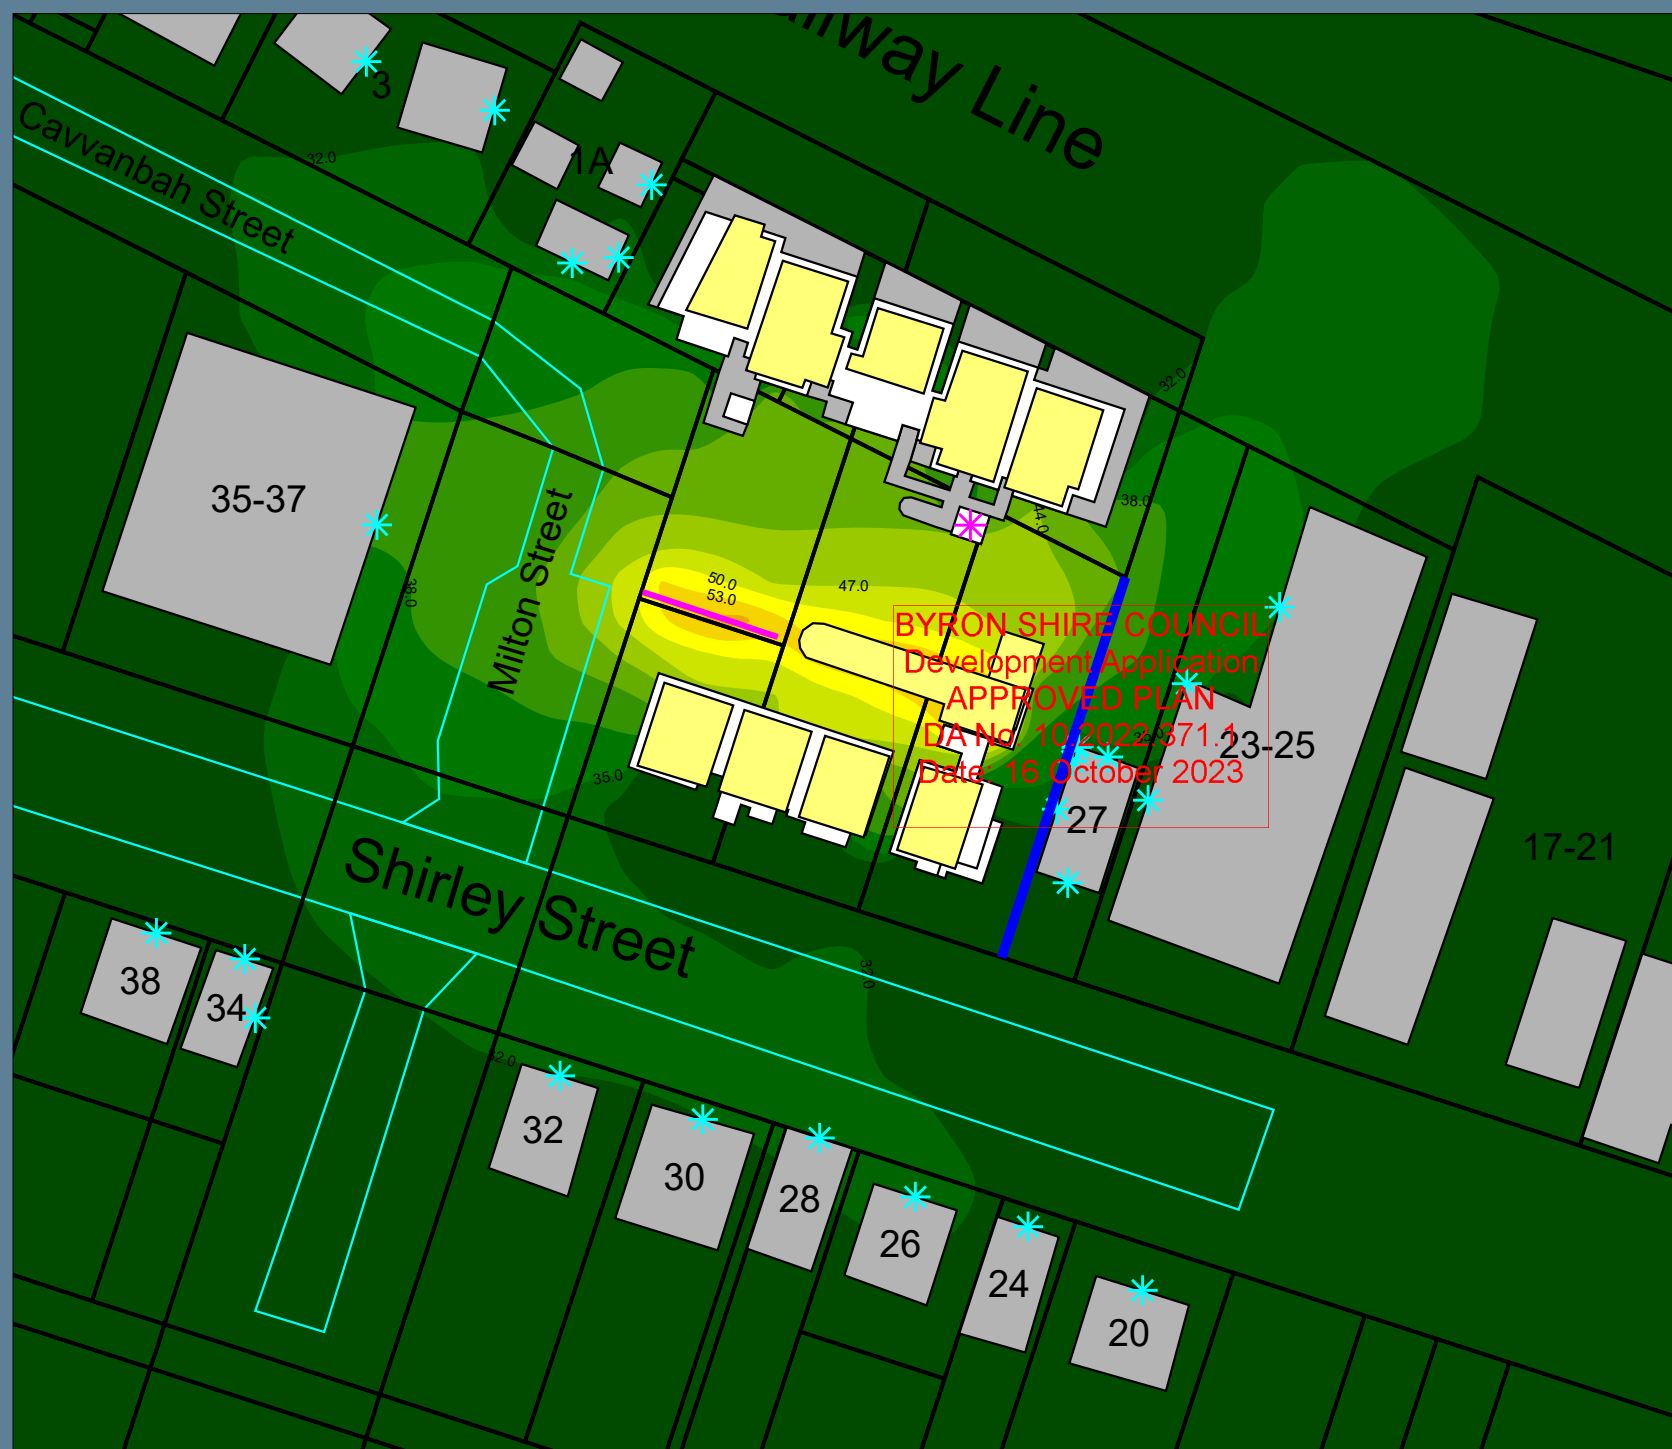 ailway Line
3
Cavvanbah Street
32.0
1A
32.0
38.0
44.0
35-37
Milton Street
38.0
50.0
53.0
47.0
BYRON SHIRE COUNCIL
Development Application
APPROVED PLAN
DA No: 10.2022.371.1
Date: 16 October 2023
23-25
35.0
27
17-21
Shirley Street
32.0
38
34
32.0
32
30
28
26
24
20